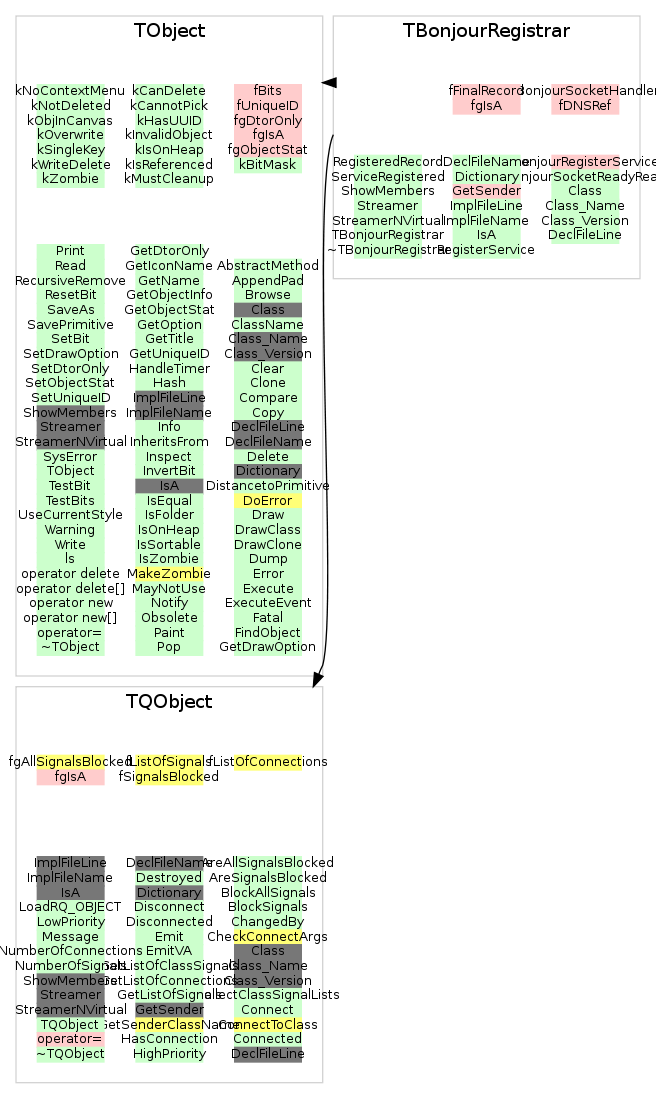 TObject
kNoContextMenu kCanDelete fBits
kNotDeleted kCannotPick fUniqueID
kObjInCanvas kHasUUID fgDtorOnly
kOverwrite kInvalidObject fgIsA
kSingleKey kIsOnHeap fgObjectStat
kWriteDelete kIsReferenced kBitMask
kZombie kMustCleanup
Print GetDtorOnly
Read GetIconName AbstractMethod
RecursiveRemove GetName AppendPad
ResetBit GetObjectInfo Browse
SaveAs GetObjectStat Class
SavePrimitive GetOption ClassName
SetBit GetTitle Class_Name
SetDrawOption GetUniqueID Class_Version
SetDtorOnly HandleTimer Clear
SetObjectStat Hash Clone
SetUniqueID ImplFileLine Compare
ShowMembers ImplFileName Copy
Streamer Info DeclFileLine
StreamerNVirtual InheritsFrom DeclFileName
SysError Inspect Delete
TObject InvertBit Dictionary
TestBit IsA DistancetoPrimitive
TestBits IsEqual DoError
UseCurrentStyle IsFolder Draw
Warning IsOnHeap DrawClass
Write IsSortable DrawClone
ls IsZombie Dump
operator delete MakeZombie Error
operator delete[] MayNotUse Execute
operator new Notify ExecuteEvent
operator new[] Obsolete Fatal
operator= Paint FindObject
~TObject Pop GetDrawOption
TBonjourRegistrar
fFinalRecord onjourSocketHandler
fgIsA fDNSRef
RegisteredRecord DeclFileName onjourRegisterService
ServiceRegistered Dictionary njourSocketReadyRea
ShowMembers GetSender Class
Streamer ImplFileLine Class_Name
StreamerNVirtual ImplFileName Class_Version
TBonjourRegistrar IsA DeclFileLine
~TBonjourRegistrar RegisterService
TQObject
fgAllSignalsBlocked fListOfSignals fListOfConnections
fgIsA fSignalsBlocked
ImplFileLine DeclFileName AreAllSignalsBlocked
ImplFileName Destroyed AreSignalsBlocked
IsA Dictionary BlockAllSignals
LoadRQ_OBJECT Disconnect BlockSignals
LowPriority Disconnected ChangedBy
Message Emit CheckConnectArgs
NumberOfConnections EmitVA Class
NumberOfSignals GetListOfClassSignals Class_Name
ShowMembers GetListOfConnections Class_Version
Streamer GetListOfSignals ectClassSignalLists
StreamerNVirtual GetSender Connect
TQObject GetSenderClassName ConnectToClass
operator= HasConnection Connected
~TQObject HighPriority DeclFileLine